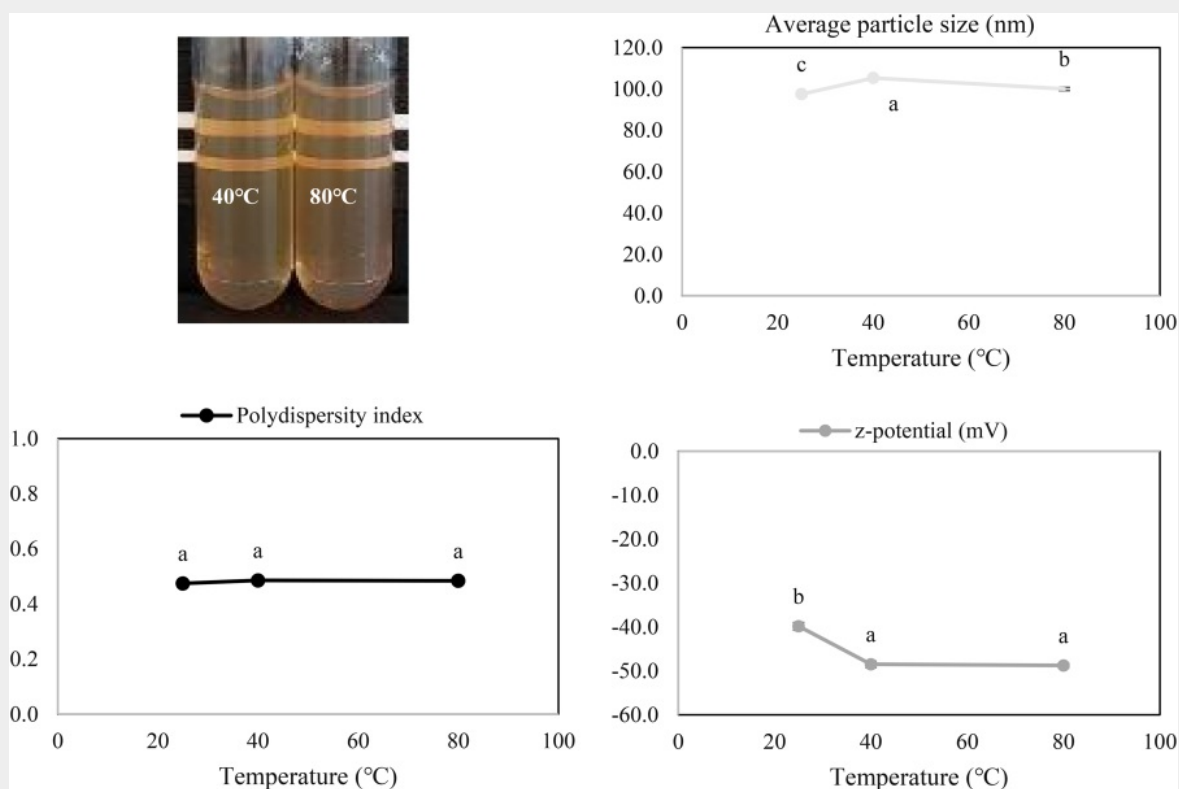 40℃ 80℃
Average particle size (nm)
120.0
100.0
80.0
60.0
40.0
20.0
0.0
c
a
b
0 20 40 60 80 100
Temperature (℃)
Polydispersity index
1.0
0.8
0.6
0.4
0.2
0.0
a a a
0 20 40 60 80 100
Temperature (℃)
z-potential (mV)
0.0
-10.0
-20.0
-30.0
-40.0
-50.0
-60.0
b
a a
0 20 40 60 80 100
Temperature (℃)